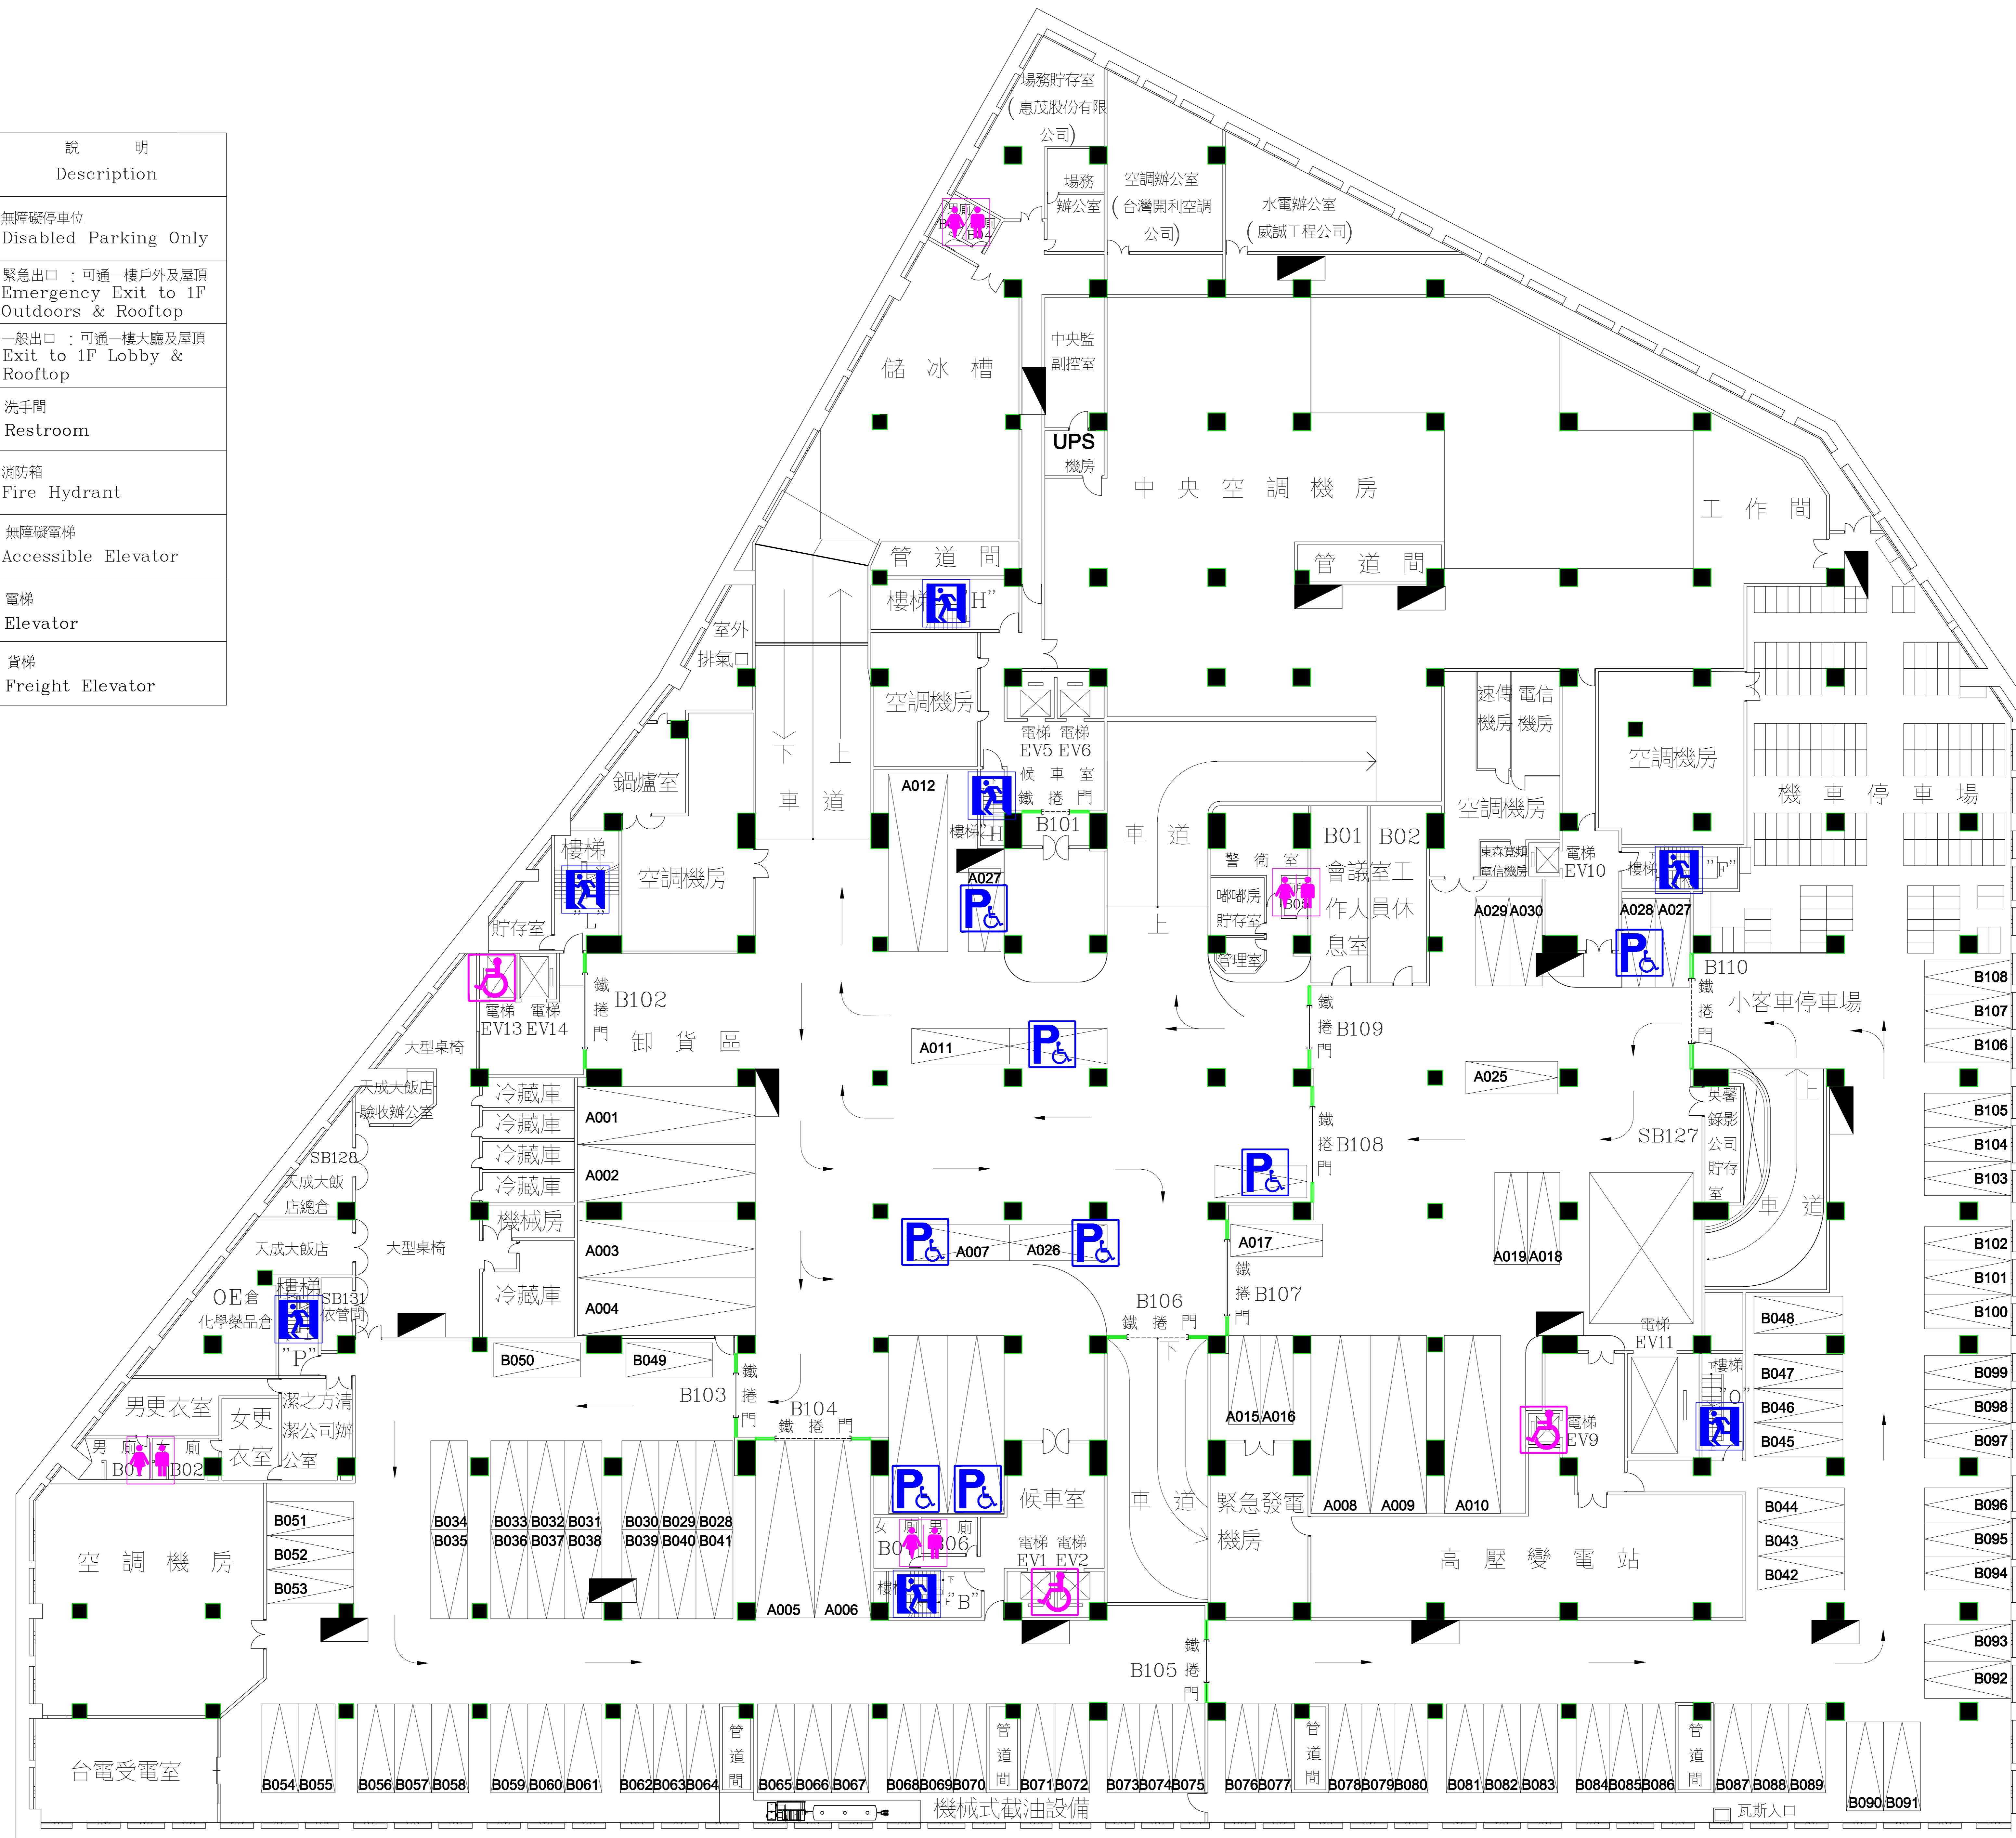 說 明
Description
無障礙停車位
Disabled Parking Only
緊急出口 : 可通一樓戶外及屋頂
Emergency Exit to 1F
Outdoors & Rooftop
一般出口 : 可通一樓大廳及屋頂
Exit to 1F Lobby &
Rooftop
洗手間
Restroom
消防箱
Fire Hydrant
無障礙電梯
Accessible Elevator
電梯
Elevator
貨梯
Freight Elevator
場務貯存室
(惠茂股份有限
公司)
場務
辦公室
空調辦公室
(台灣開利空調
公司)
水電辦公室
(威誠工程公司)
男廁
B04
儲 冰 槽
中央監
副控室
UPS
機房
中 央 空 調 機 房
工 作 間
管 道 間
管 道 間
樓梯 "H"
室外
排氣口
空調機房
電梯 電梯
EV5 EV6
候 車 室
鐵 捲 門
B101
樓梯"H
下 上
車 道
鍋爐室
空調機房
樓梯
"L"
貯存室
A012
A027
車 道
上
警 衛 室
嘟嘟房
貯存室
管理室
B01
會議室工
作人員休
息室
B02
速傳
機房
電信
機房
空調機房
東森寬頻
電信機房
電梯
EV10
空調機房
樓梯 "F"
機 車 停 車 場
A029 A030
A028 A027
P
電梯 電梯
EV13 EV14
鐵
捲
門
B102
卸 貨 區
A011
P
鐵
捲
門
B109
A025
B110
鐵
捲
門
小客車停車場
B108
B107
B106
大型桌椅
天成大飯店
驗收辦公室
冷藏庫
冷藏庫
冷藏庫
冷藏庫
機械房
冷藏庫
A001
A002
A003
A004
鐵
捲
門
B108
P
SB127
英馨
錄影
公司
貯存
室
上
車 道
B105
B104
B103
SB128
天成大飯
店總倉
天成大飯店
大型桌椅
OE倉
化學藥品倉
樓梯
"P"
SB131
依管間
P
A007 A026
P
A017
鐵
捲
門
B107
B106
鐵 捲 門
下
A019 A018
B102
B101
B100
電梯
EV11
B048
B047
B046
B045
B099
B098
B097
樓梯
"O"
電梯
EV9
B050
B049
B103
鐵
捲
門
B104
鐵 捲 門
男更衣室
女更
衣室
潔之方清
潔公司辦
公室
男 廁 女 廁
B02
A015 A016
A008 A009 A010
P P
候車室
車 道
緊急發電
機房
高 壓 變 電 站
B044
B043
B042
B096
B095
B094
空 調 機 房
B051
B052
B053
B034 B033 B032 B031 B030 B029 B028
B035 B036 B037 B038 B039 B040 B041
A005 A006
女 廁 男 廁
B06
"B"
下
上
電梯 電梯
EV1 EV2
B105
鐵
捲
門
B093
B092
台電受電室
B054 B055 B056 B057 B058 B059 B060 B061 B062 B063 B064
管
道
間
B065 B066 B067 B068 B069 B070
管
道
間
B071 B072 B073 B074 B075 B076 B077
管
道
間
B078 B079 B080 B081 B082 B083 B084 B085 B086
管
道
間
B087 B088 B089 B090 B091
機械式截油設備
瓦斯入口